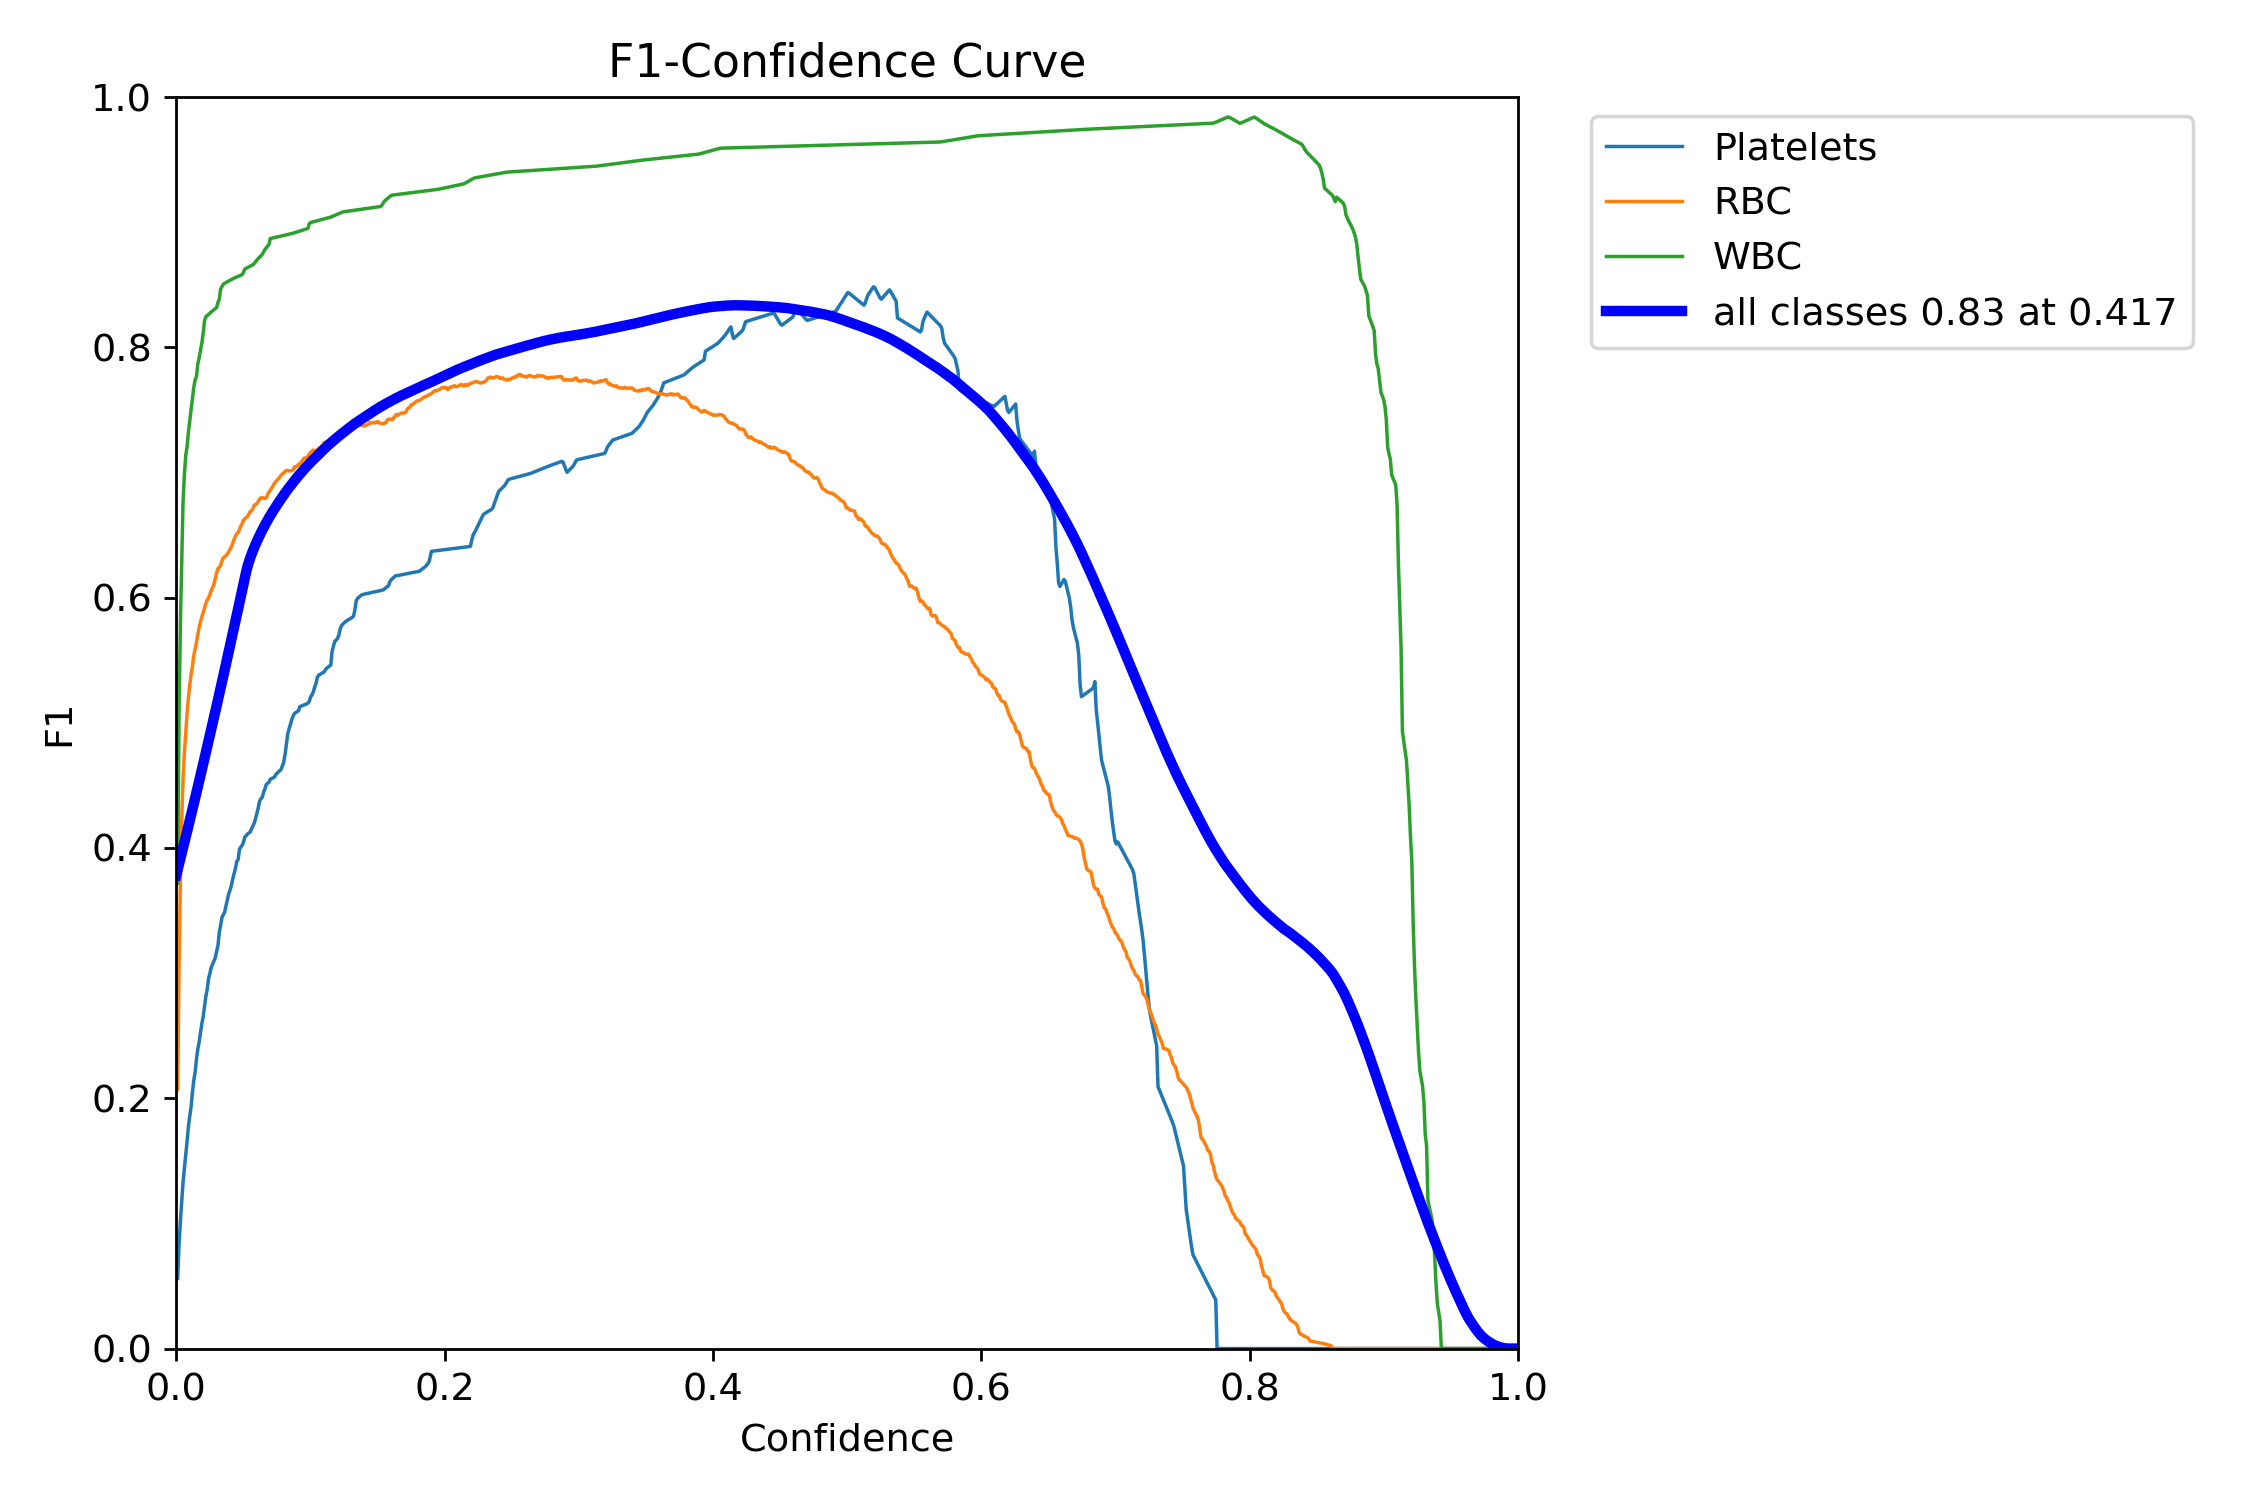 F1-Confidence Curve
1.0
0.8
0.6
0.4
0.2
0.0
F1
0.0 0.2 0.4 0.6 0.8 1.0
Confidence
Platelets
RBC
WBC
all classes 0.83 at 0.417